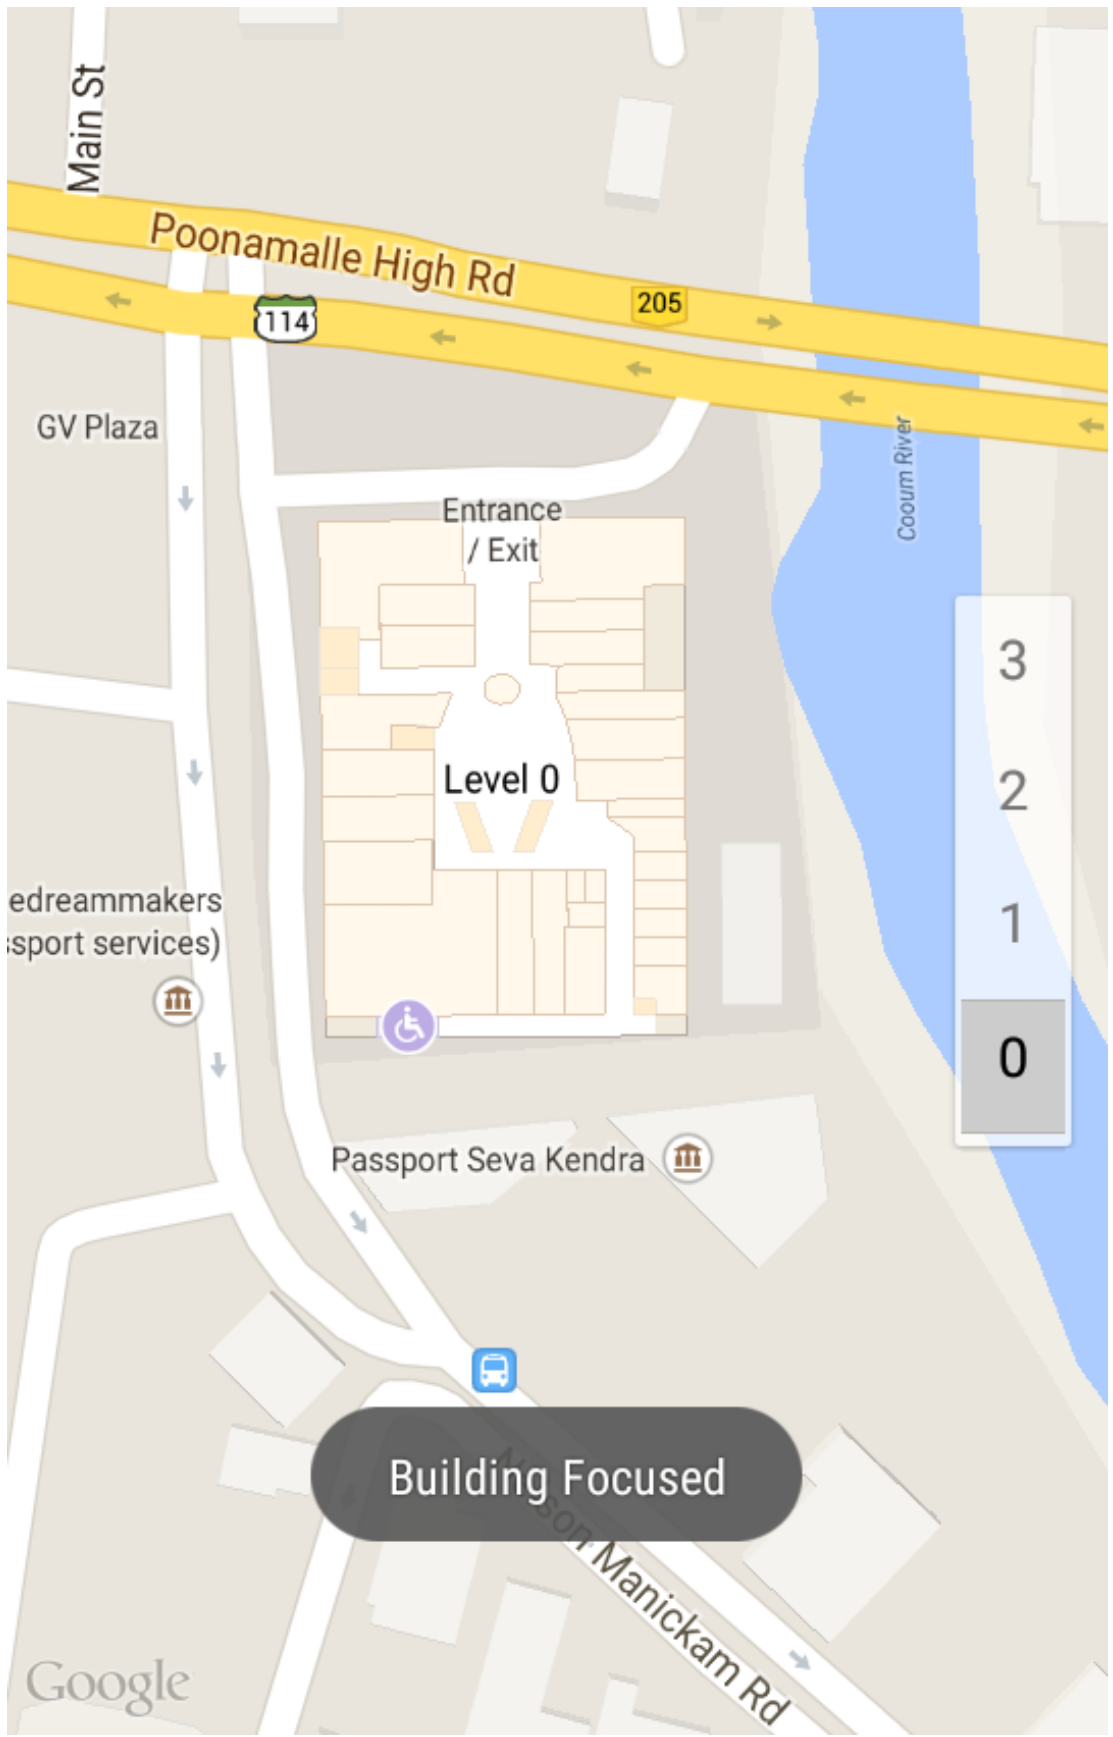 Main St
Poonamalle High Rd
205
114
GV Plaza
Cooum River
Entrance
/ Exit
3
Level 0
2
edreammakers
ssport services)
1
0
Passport Seva Kendra
Building Focused
Manickam Rd
Google